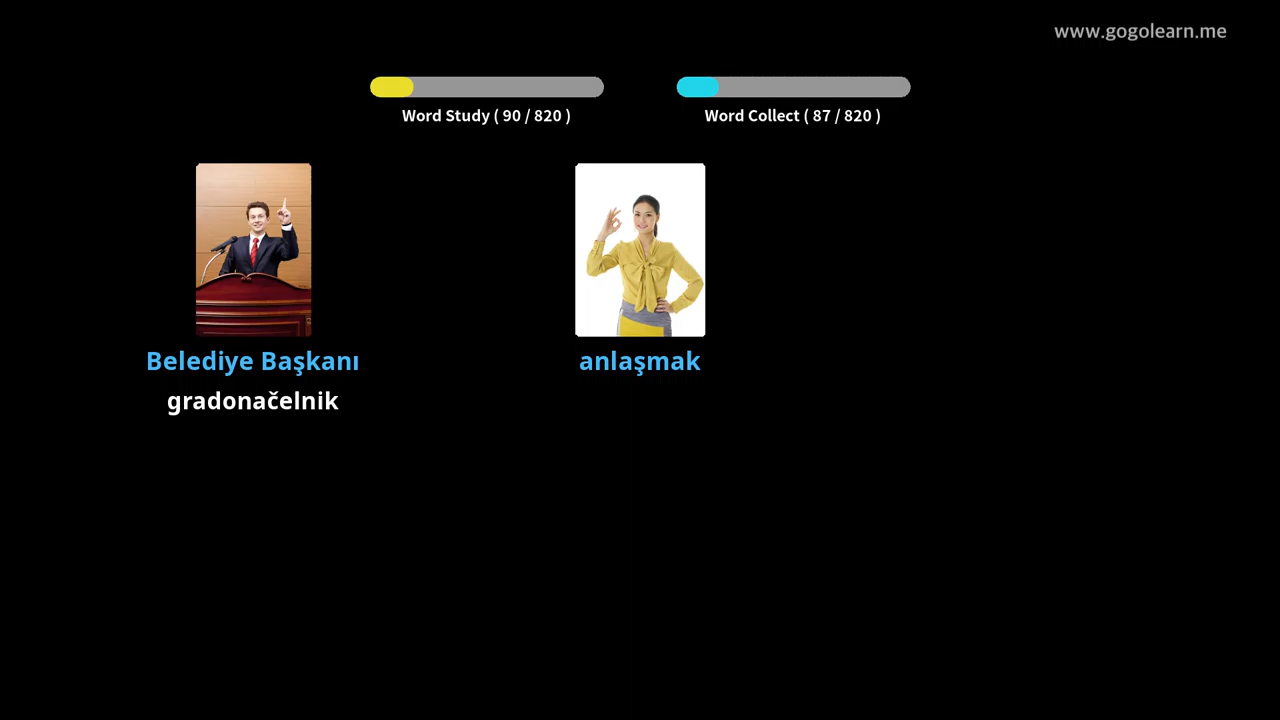 www.gogolearn.me
Word Study ( 90 / 820 )
Word Collect ( 87 / 820 )
Belediye Başkanı
anlaşmak
gradonačelnik